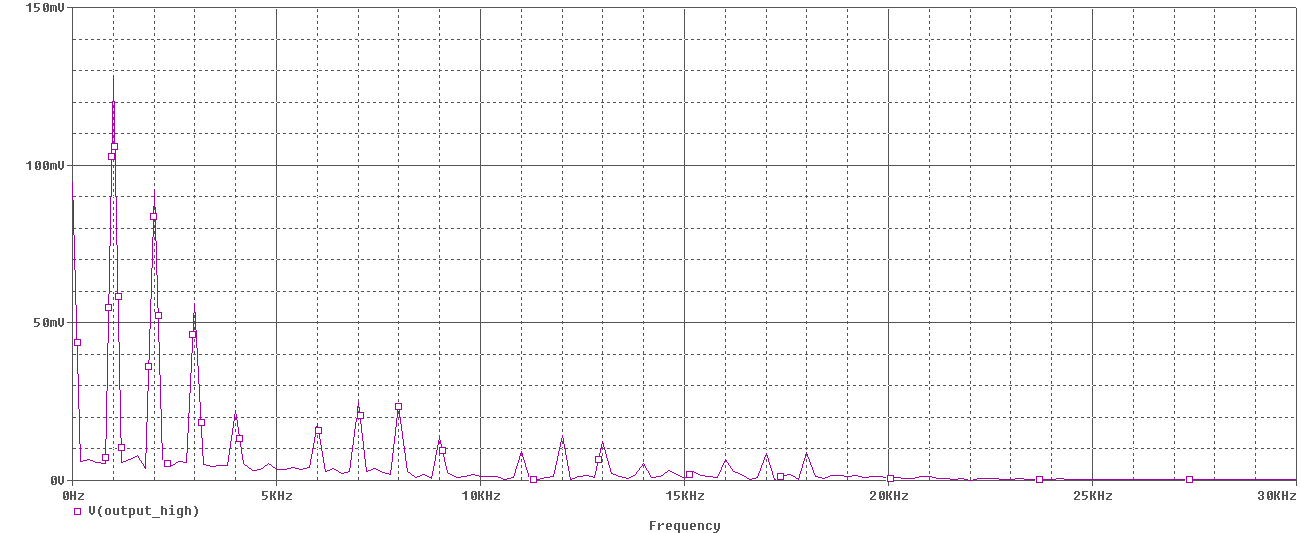 150mV
100mV
50mV
0V
0Hz 5KHz 10KHz 15KHz 20KHz 25KHz 30KHz
V(output_high)
Frequency